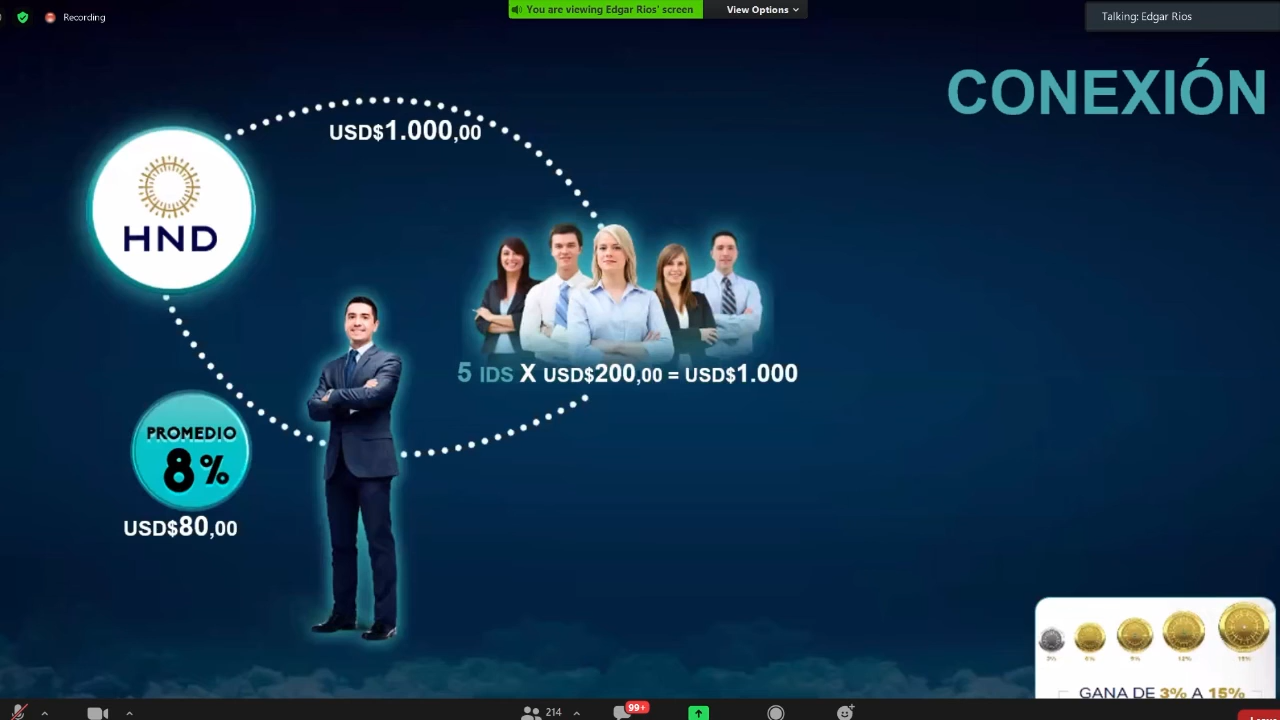 Recording
You are viewing Edgar Rios' screen
View Options
Talking: Edgar Rios
CONEXIÓN
USD$1.000,00
HND
5 IDS X USD$200,00 = USD$1.000
PROMEDIO
8%
USD$80,00
12%
GANA DE 3% A 15%
214
99+